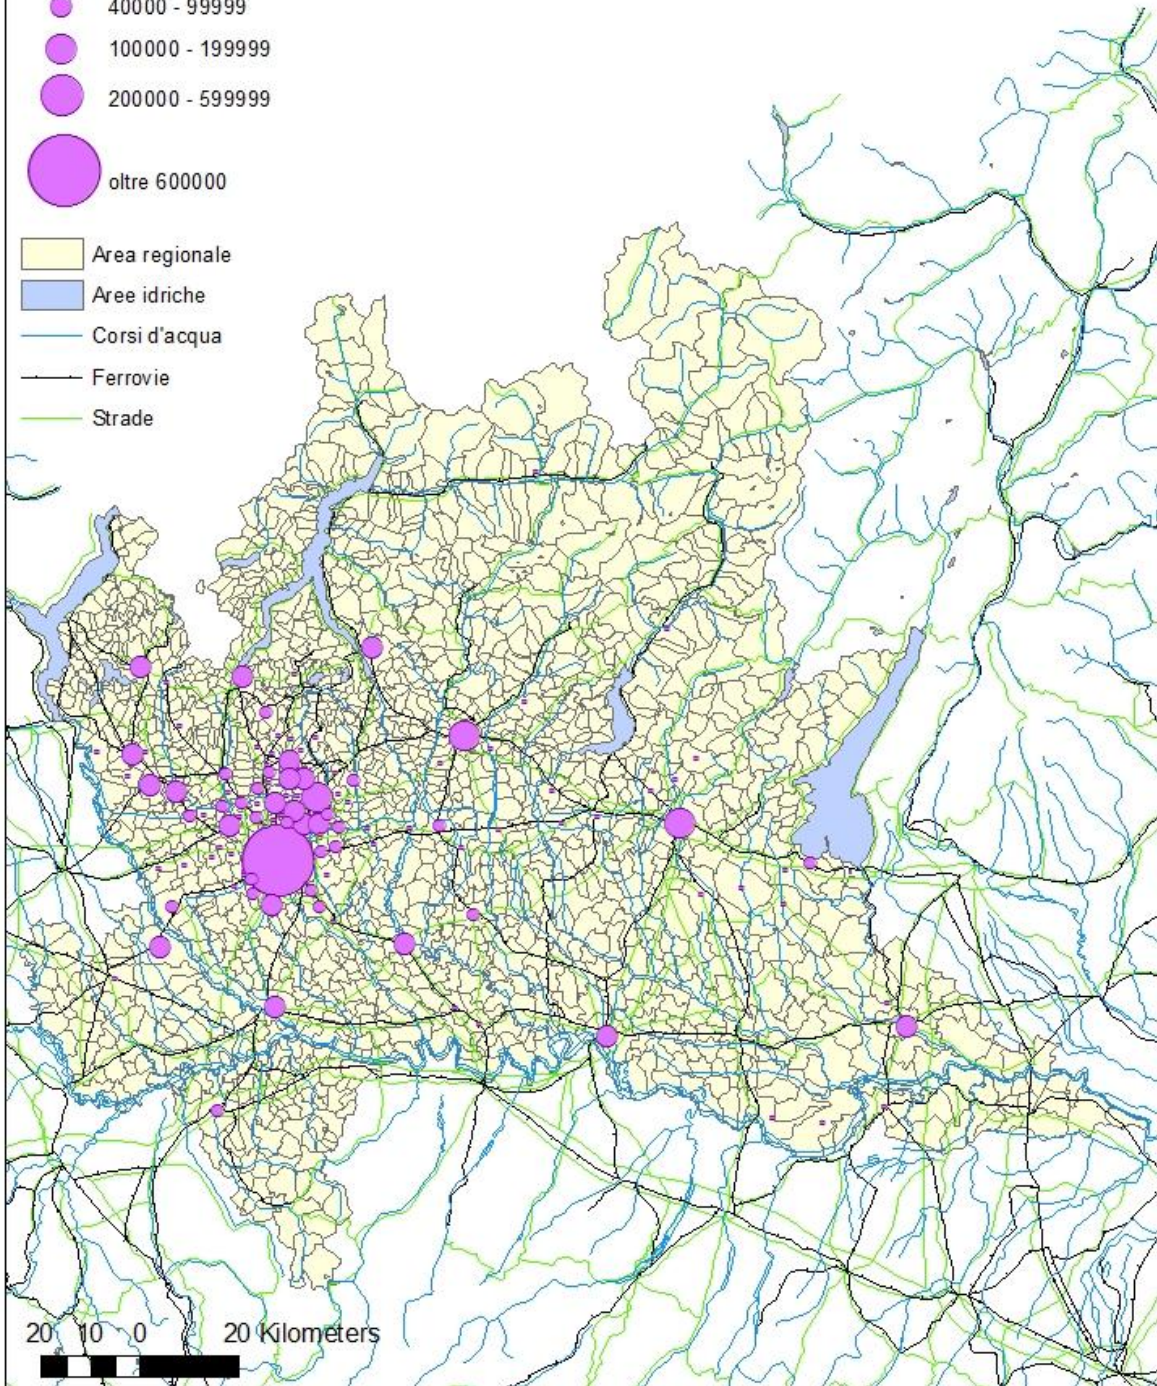 40000 - 99999
100000 - 199999
200000 - 599999
oltre 600000
Area regionale
Aree idriche
Corsi d'acqua
Ferrovie
Strade
20 10 0 20 Kilometers